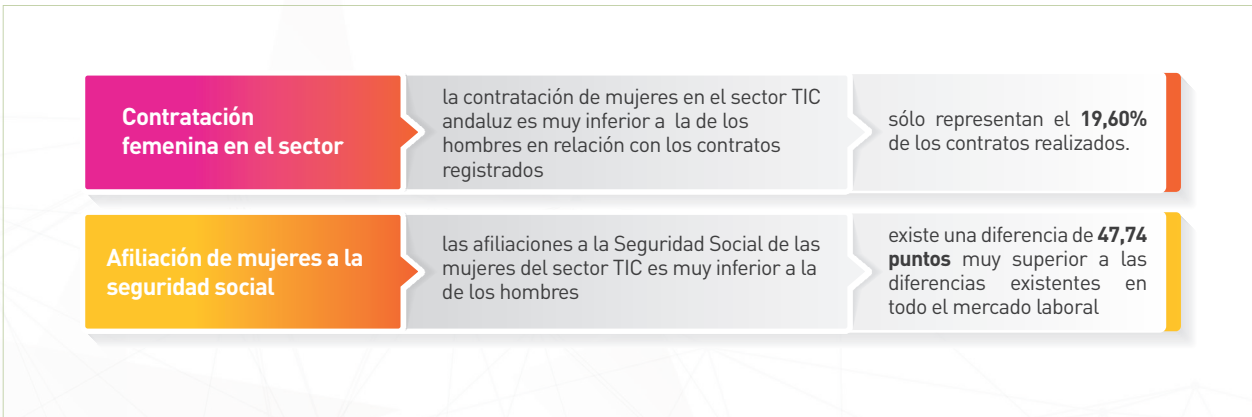 Contratación
femenina en el sector
la contratación de mujeres en el sector TIC
andaluz es muy inferior a la de los
hombres en relación con los contratos
registrados
sólo representan el 19,60%
de los contratos realizados.
Afiliación de mujeres a la
seguridad social
las afiliaciones a la Seguridad Social de las
mujeres del sector TIC es muy inferior a la
de los hombres
existe una diferencia de 47,74
puntos muy superior a las
diferencias existentes en
todo el mercado laboral